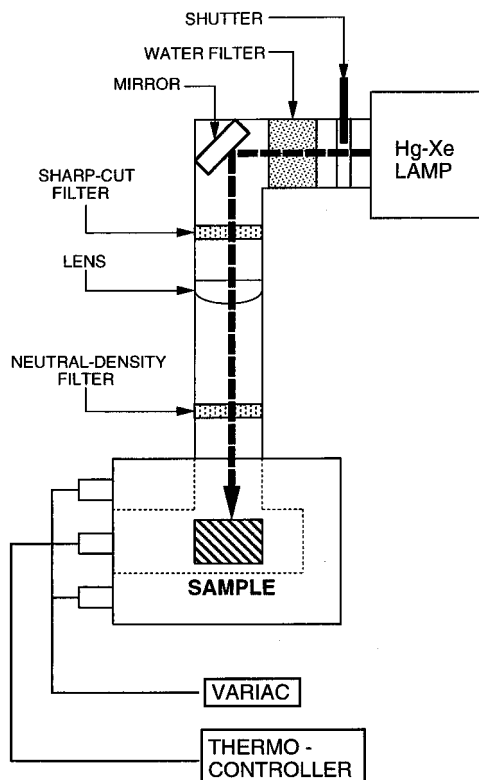 SHUTTER
WATER FILTER
MIRROR
Hg-Xe
LAMP
SHARP-CUT
FILTER
LENS
NEUTRAL-DENSITY
FILTER
SAMPLE
VARIAC
THERMO -
CONTROLLER